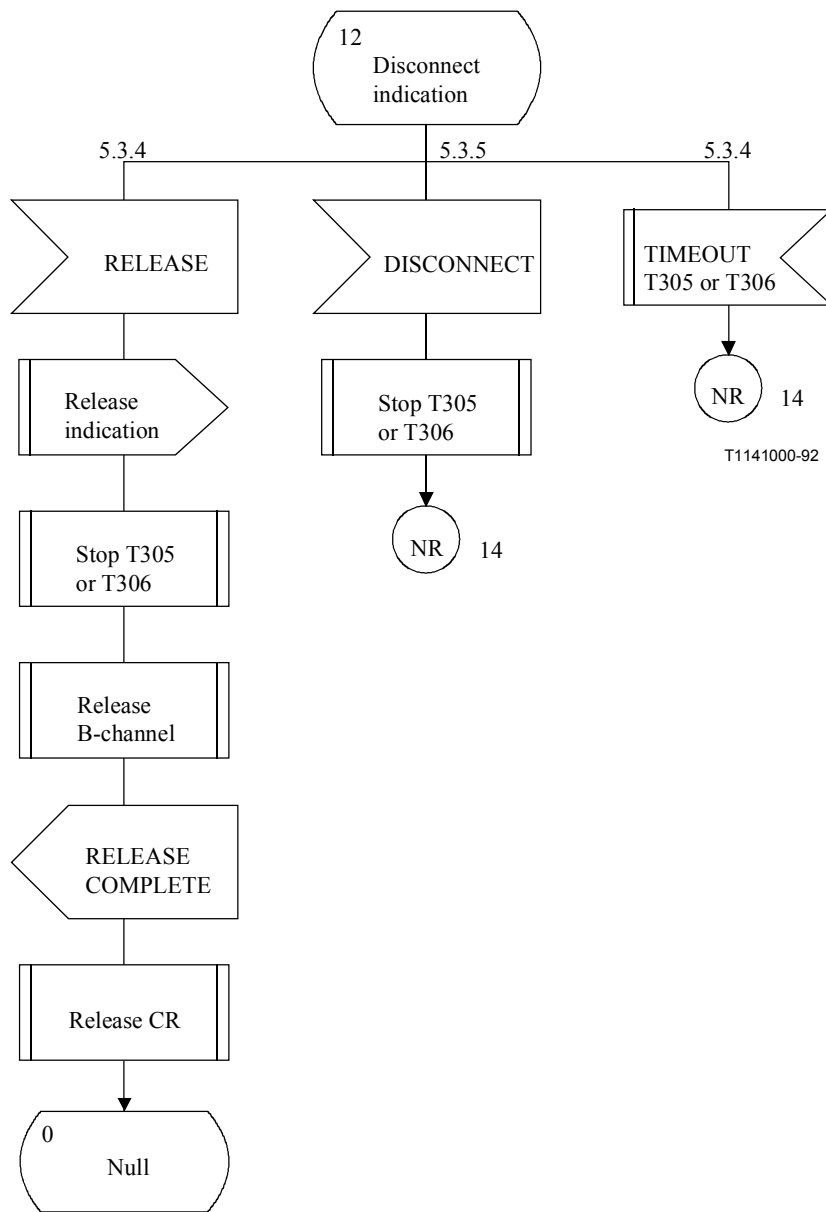 12
Disconnect
indication
5.3.4
5.3.5
5.3.4
RELEASE
DISCONNECT
TIMEOUT
T305 or T306
Release
indication
Stop T305
or T306
NR
14
T1141000-92
Stop T305
or T306
NR
14
Release
B-channel
RELEASE
COMPLETE
Release CR
0
Null